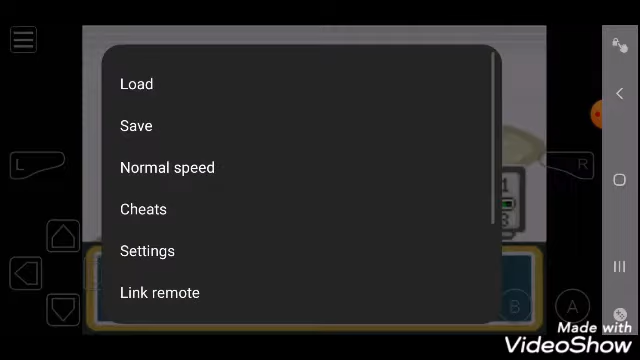 Load
Save
Normal speed
Cheats
Settings
Link remote
L
R
B
A
Made with
VideoShow